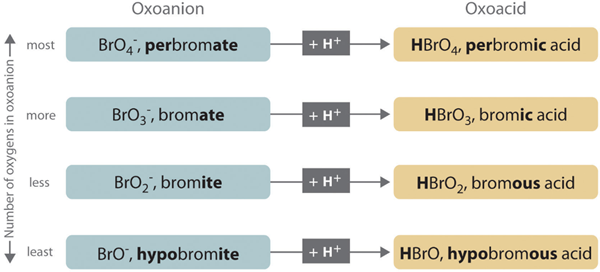 Oxoanion Oxoacid
Number of oxygens in oxoanion
most BrO₄⁻, perbromate + H⁺ HBrO₄, perbromic acid
more BrO₃⁻, bromate + H⁺ HBrO₃, bromic acid
less BrO₂⁻, bromite + H⁺ HBrO₂, bromous acid
least BrO⁻, hypobromite + H⁺ HBrO, hypobromous acid